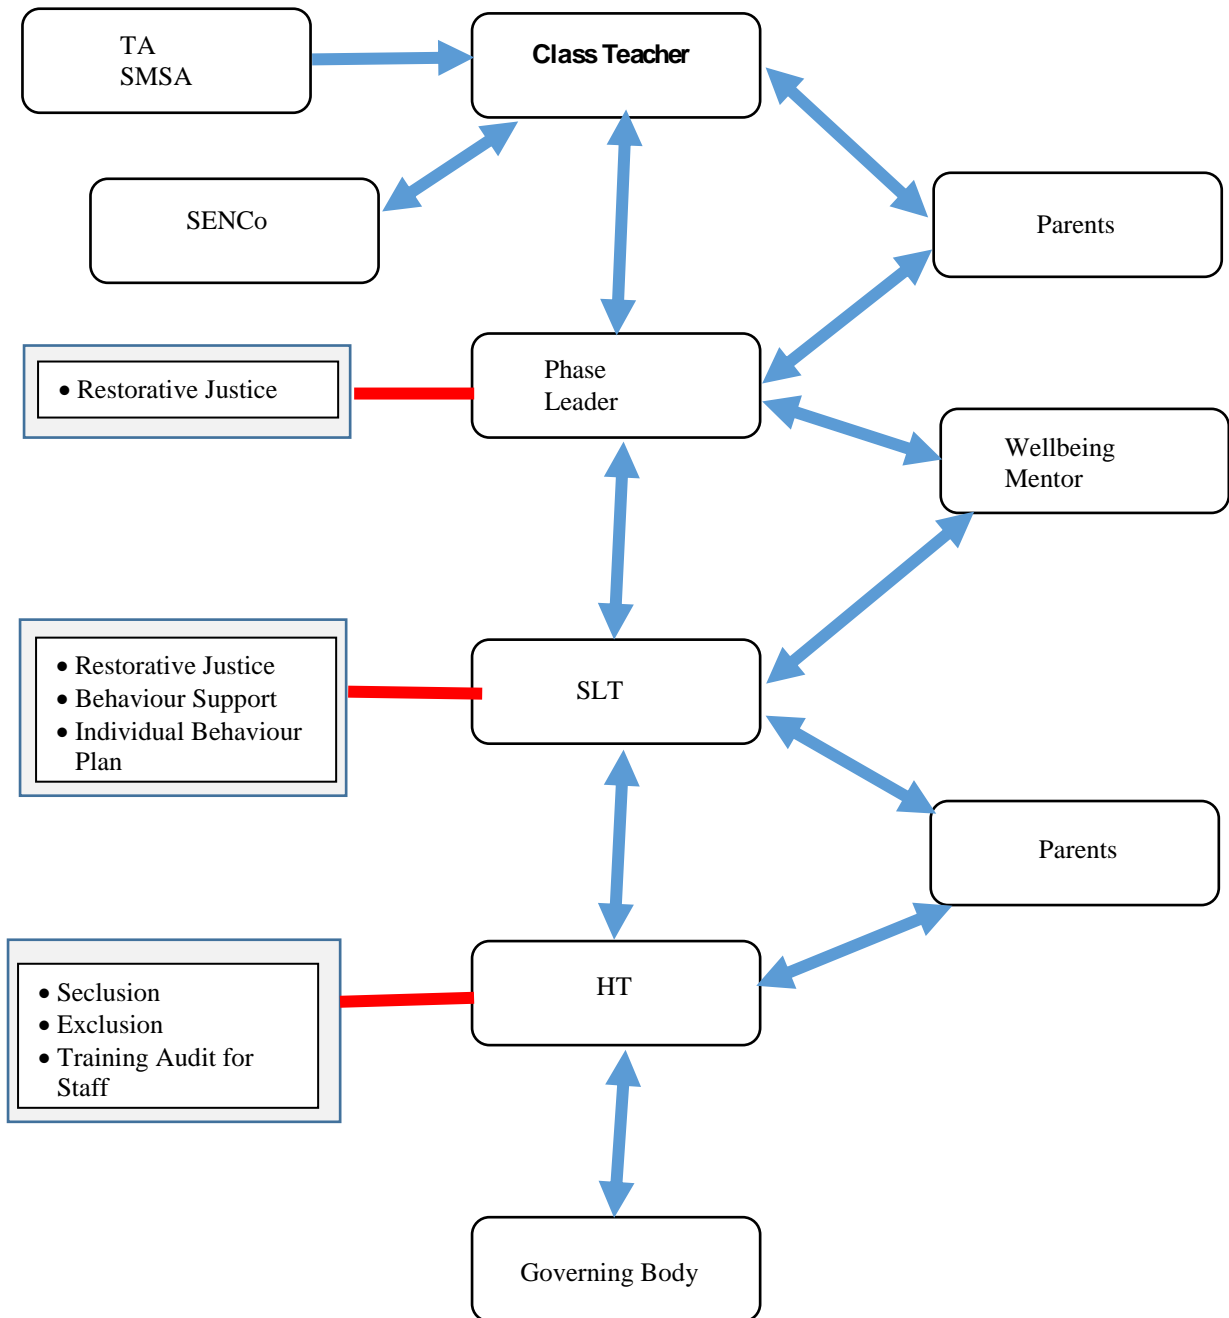 TA
SMSA
Class Teacher
SENCo
Parents
• Restorative Justice
Phase
Leader
Wellbeing
Mentor
• Restorative Justice
• Behaviour Support
• Individual Behaviour
Plan
SLT
Parents
• Seclusion
• Exclusion
• Training Audit for
Staff
HT
Governing Body